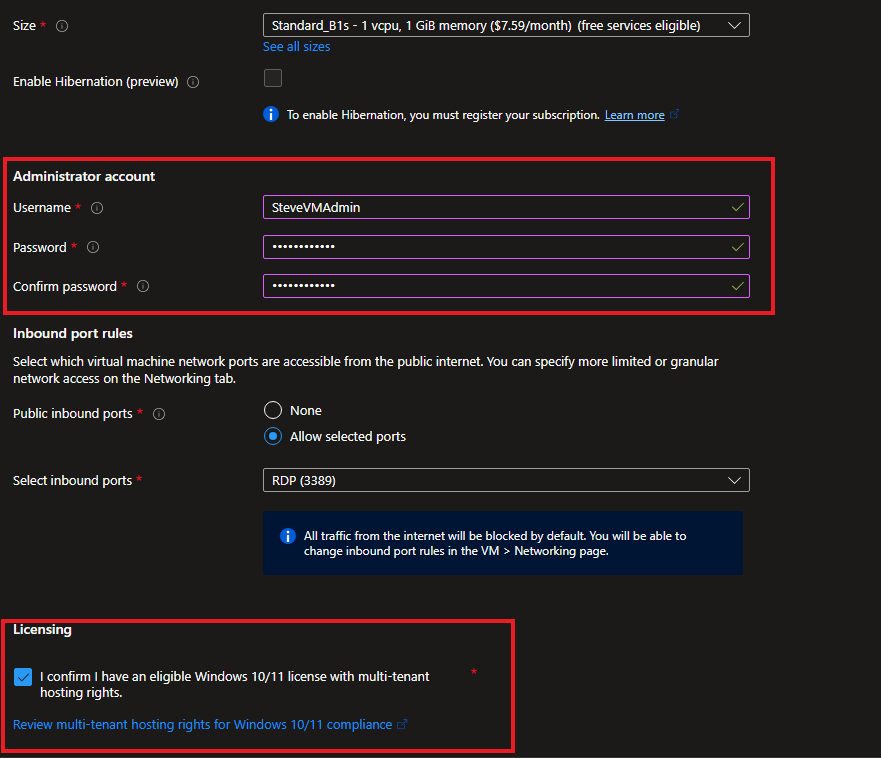 Size *
Standard_B1s - 1 vcpu, 1 GiB memory ($7.59/month) (free services eligible)
See all sizes
Enable Hibernation (preview)
To enable Hibernation, you must register your subscription. Learn more
Administrator account
Username *
SteveVMAdmin
Password *
••••••••••••
Confirm password *
••••••••••••
Inbound port rules
Select which virtual machine network ports are accessible from the public internet. You can specify more limited or granular
network access on the Networking tab.
Public inbound ports *
None
Allow selected ports
Select inbound ports *
RDP (3389)
All traffic from the internet will be blocked by default. You will be able to
change inbound port rules in the VM > Networking page.
Licensing
I confirm I have an eligible Windows 10/11 license with multi-tenant *
hosting rights.
Review multi-tenant hosting rights for Windows 10/11 compliance